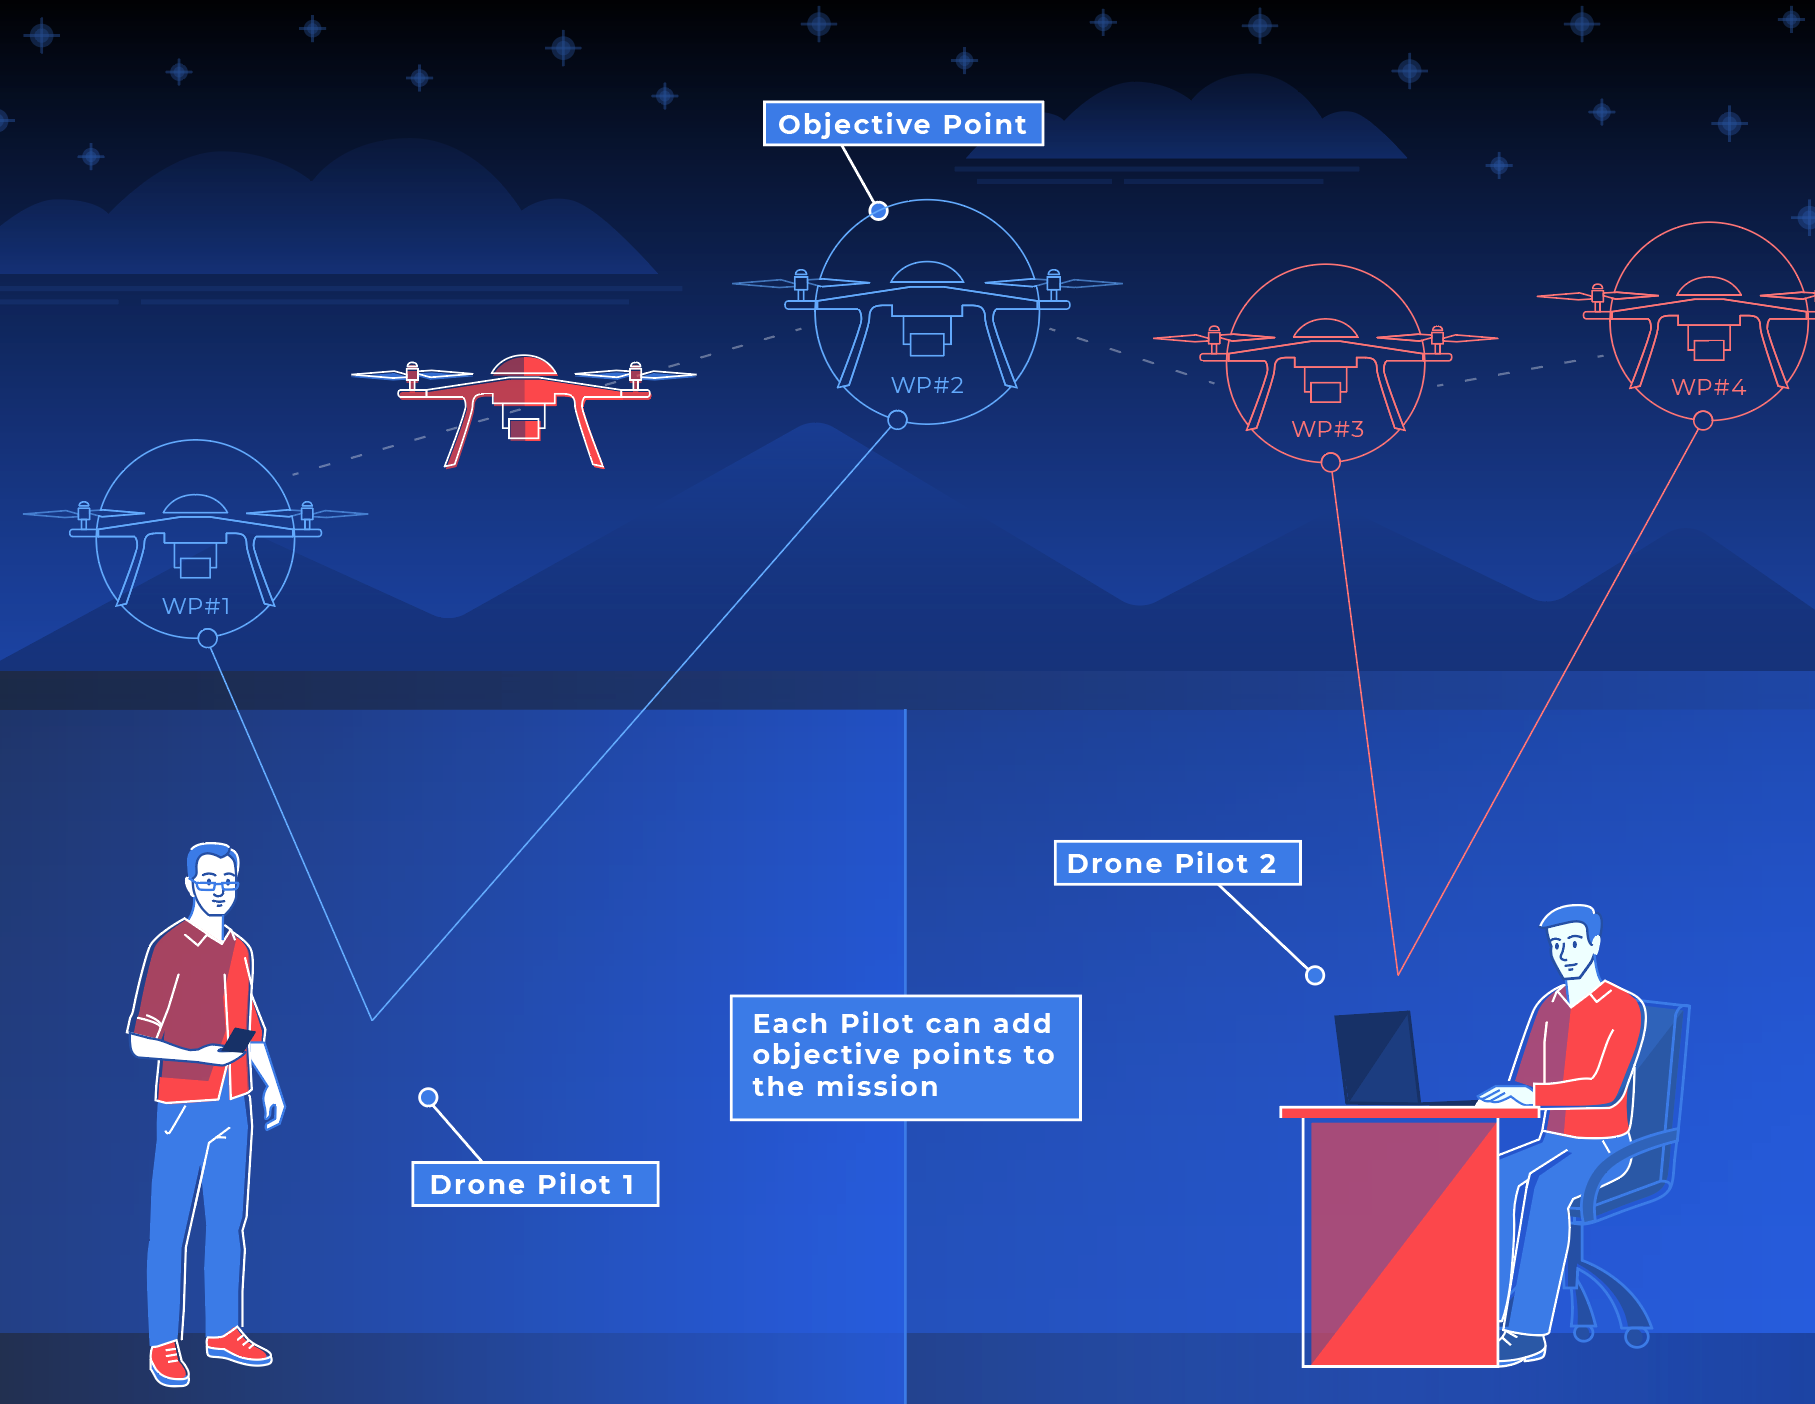 Objective Point
WP#2
WP#4
WP#3
WP#1
Drone Pilot 2
Each Pilot can add
objective points to
the mission
Drone Pilot 1